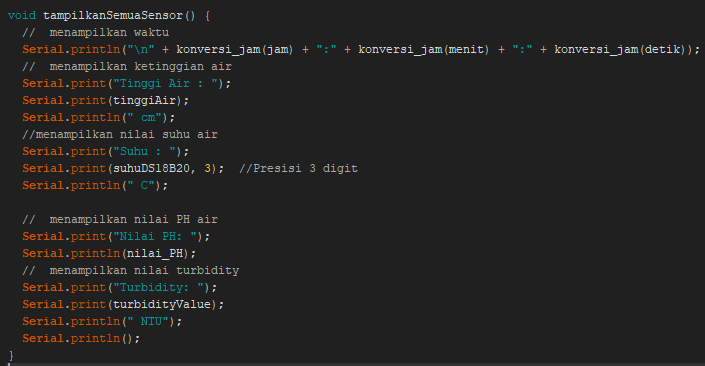 void tampilkanSemuaSensor() {
  //  menampilkan waktu
  Serial.println("\n" + konversi_jam(jam) + ":" + konversi_jam(menit) + ":" + konversi_jam(detik));
  //  menampilkan ketinggian air
  Serial.print("Tinggi Air : ");
  Serial.print(tinggiAir);
  Serial.println(" cm");
  //menampilkan nilai suhu air
  Serial.print("Suhu : ");
  Serial.print(suhuDS18B20, 3);  //Presisi 3 digit
  Serial.println(" C");

  //  menampilkan nilai PH air
  Serial.print("Nilai PH: ");
  Serial.println(nilai_PH);
  //  menampilkan nilai turbidity
  Serial.print("Turbidity: ");
  Serial.print(turbidityValue);
  Serial.println(" NTU");
  Serial.println();
}